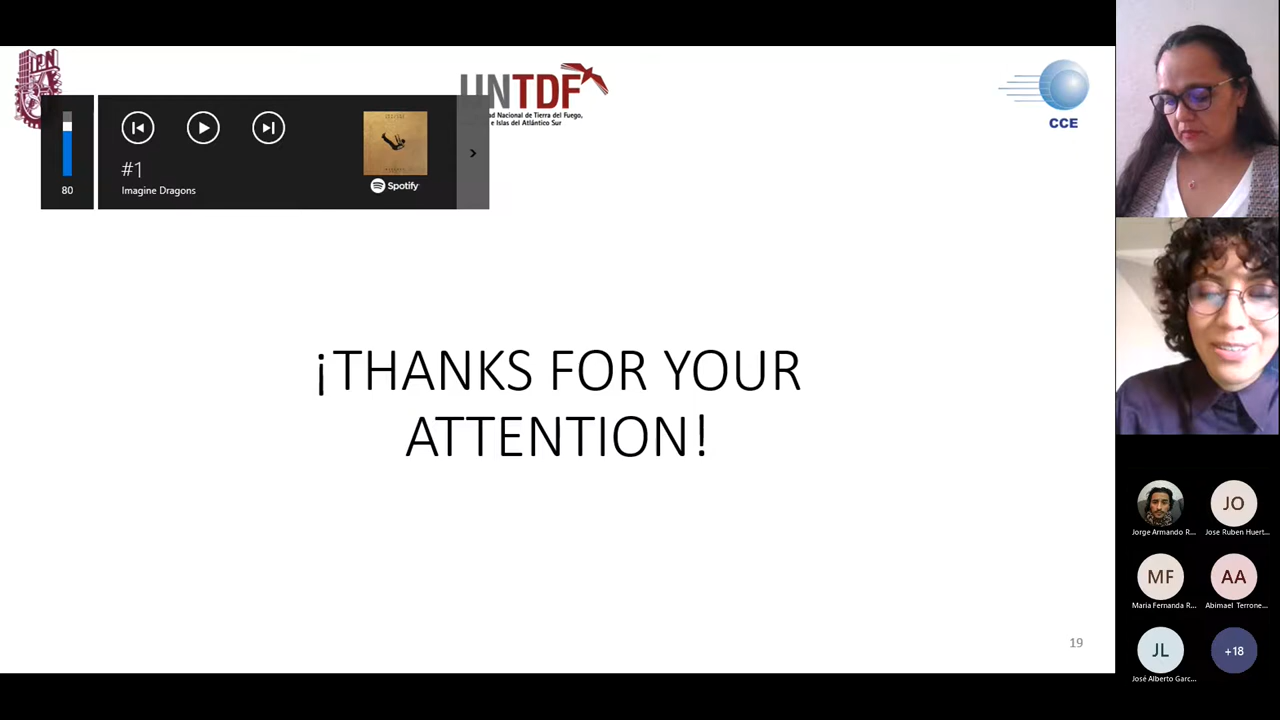 IPN
UNTDF
d Nacional de Tierra del Fuego,
e Islas del Atlántico Sur
CCE
#1
Imagine Dragons
80
Spotify
¡THANKS FOR YOUR
ATTENTION!
19
Jorge Armando R...
JO
Jose Ruben Huert...
MF
Maria Fernanda R...
AA
Abimael Terrone...
JL
José Alberto Garc...
+18